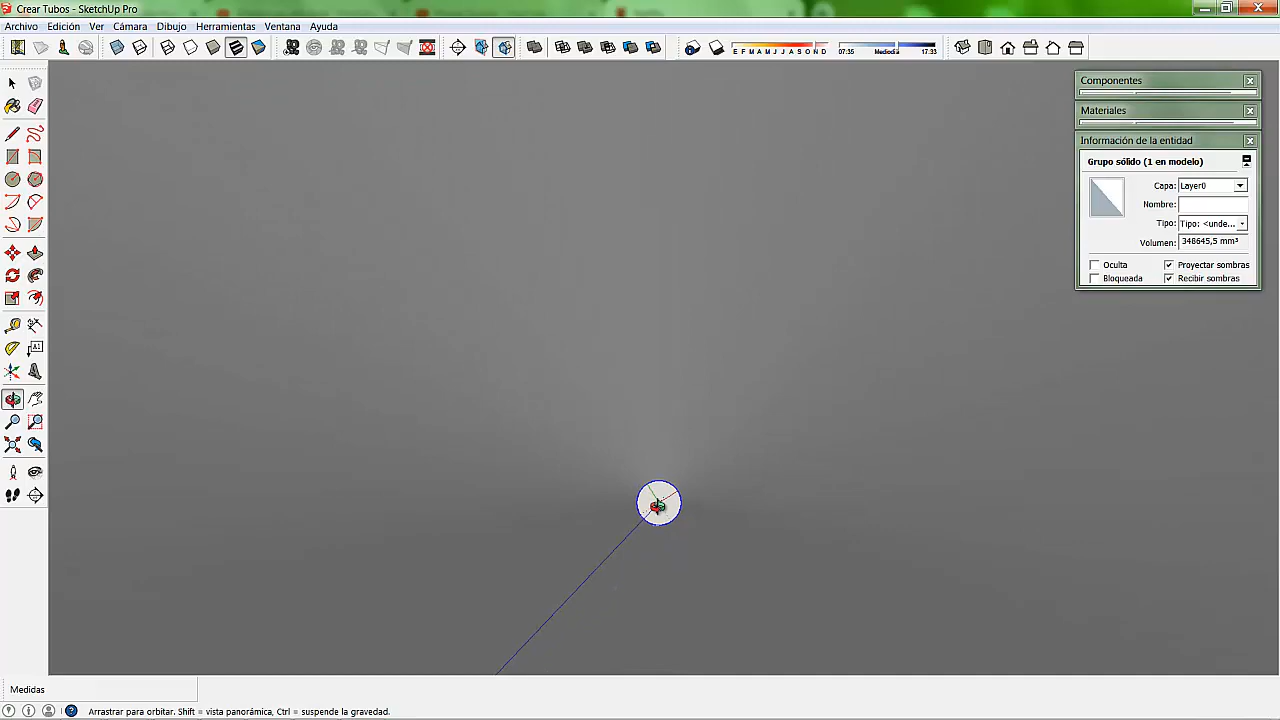 Crear Tubos - SketchUp Pro
Archivo Edición Ver Cámara Dibujo Herramientas Ventana Ayuda
E F M A M J J A S O N D 07:35 Mediodía 17:33
Componentes
Materiales
Información de la entidad
Grupo sólido (1 en modelo)
Capa: Layer0
Nombre:
Tipo: Tipo: <unde...
Volumen: 348645,5 mm³
Oculta Proyectar sombras
Bloqueada Recibir sombras
A1
Medidas
Arrastrar para orbitar. Shift = vista panorámica, Ctrl = suspende la gravedad.